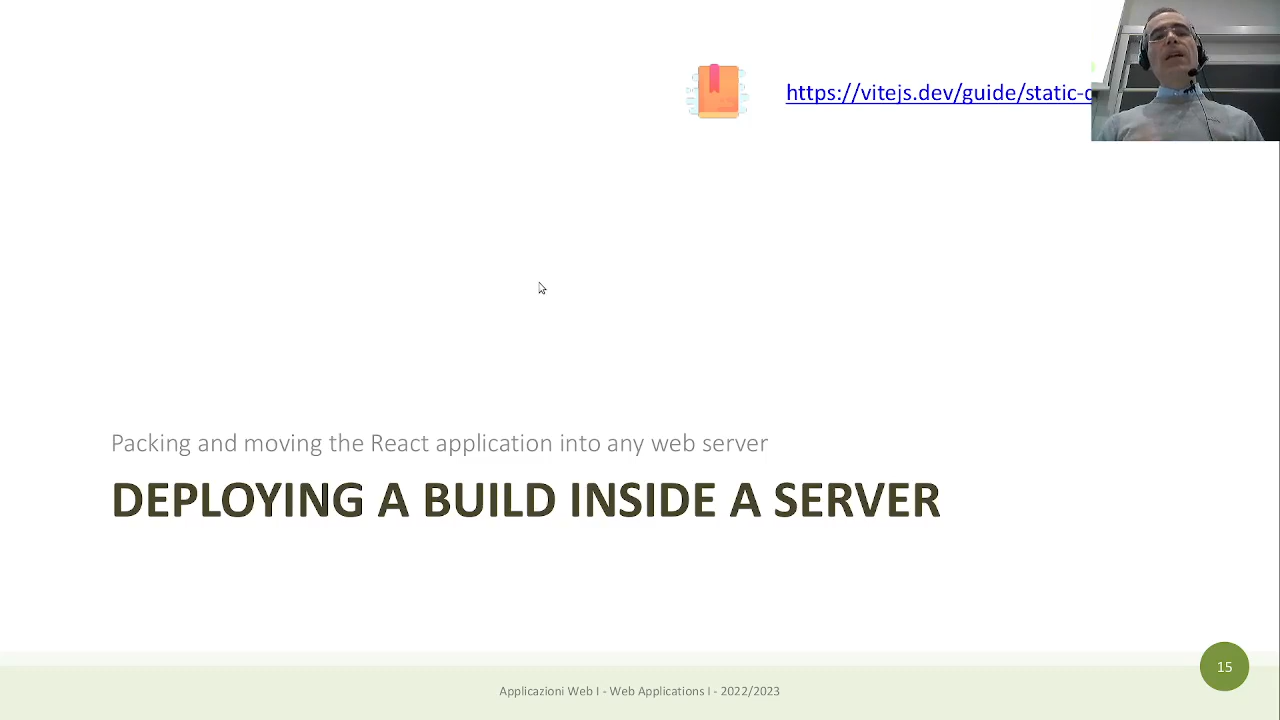 https://vitejs.dev/guide/static-
Packing and moving the React application into any web server
DEPLOYING A BUILD INSIDE A SERVER
15
Applicazioni Web I - Web Applications I - 2022/2023